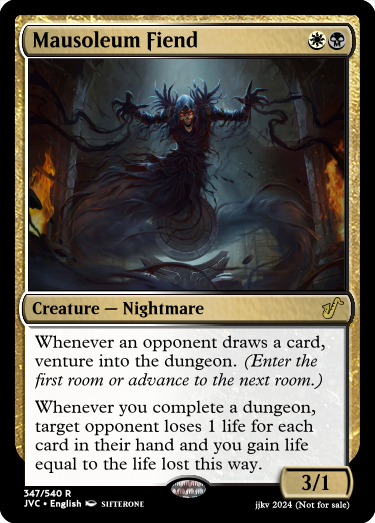 Mausoleum Fiend
Creature — Nightmare
Whenever an opponent draws a card,
venture into the dungeon. (Enter the
first room or advance to the next room.)
Whenever you complete a dungeon,
target opponent loses 1 life for each
card in their hand and you gain life
equal to the life lost this way.
3/1
347/540 R
JVC • English SIFTERONE
jjkv 2024 (Not for sale)